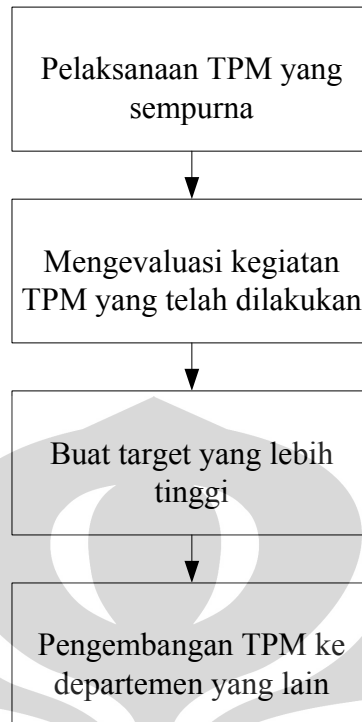 Pelaksanaan TPM yang
sempurna
Mengevaluasi kegiatan
TPM yang telah dilakukan
Buat target yang lebih
tinggi
Pengembangan TPM ke
departemen yang lain